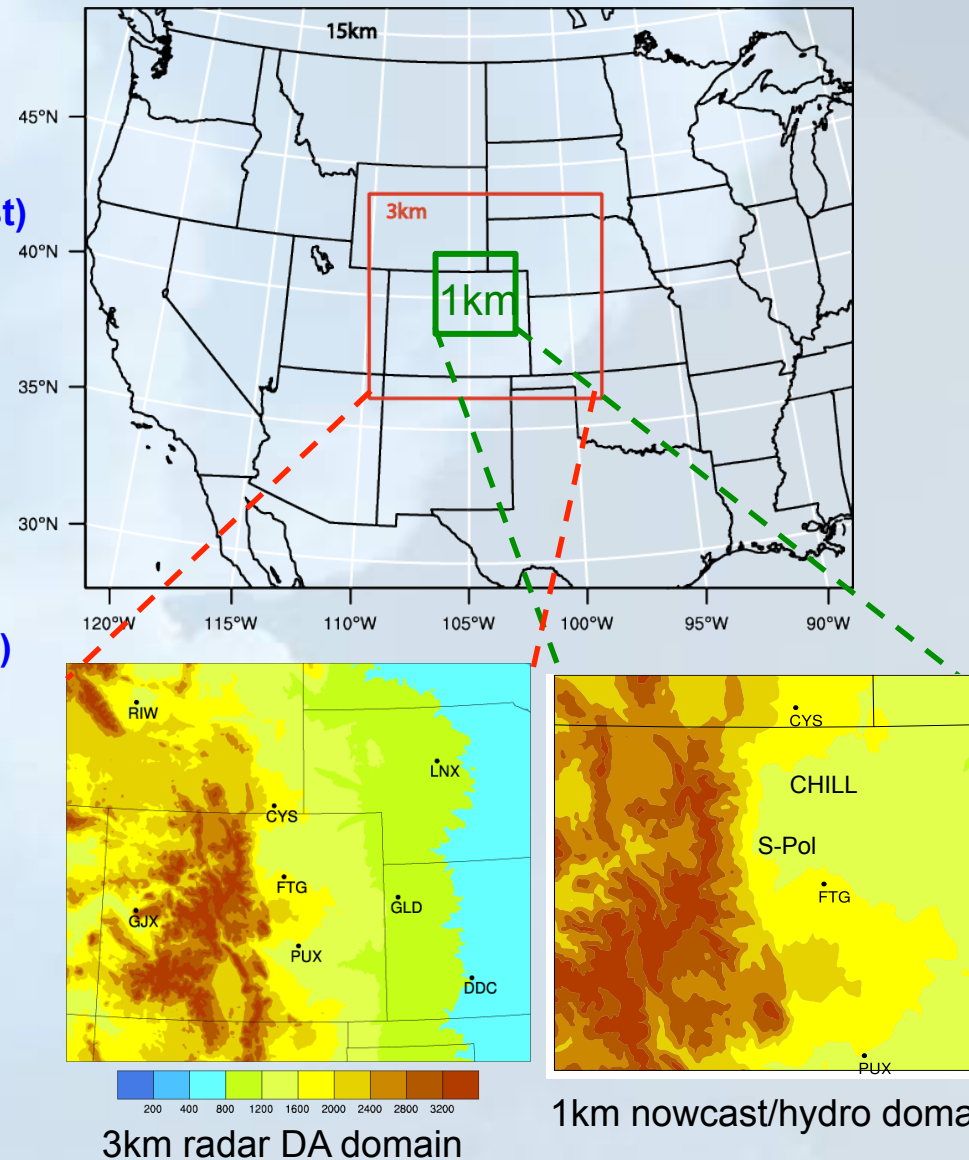 15km
45°N
st)
40°N
3km
1km
35°N
30°N
120°W 115°W 110°W 105°W 100°W 95°W 90°W
)
RIW
LNX
CYS
FTG
GJX
GLD
PUX
DDC
CYS
CHILL
S-Pol
FTG
PUX
200 400 800 1200 1600 2000 2400 2800 3200
3km radar DA domain
1km nowcast/hydro doma